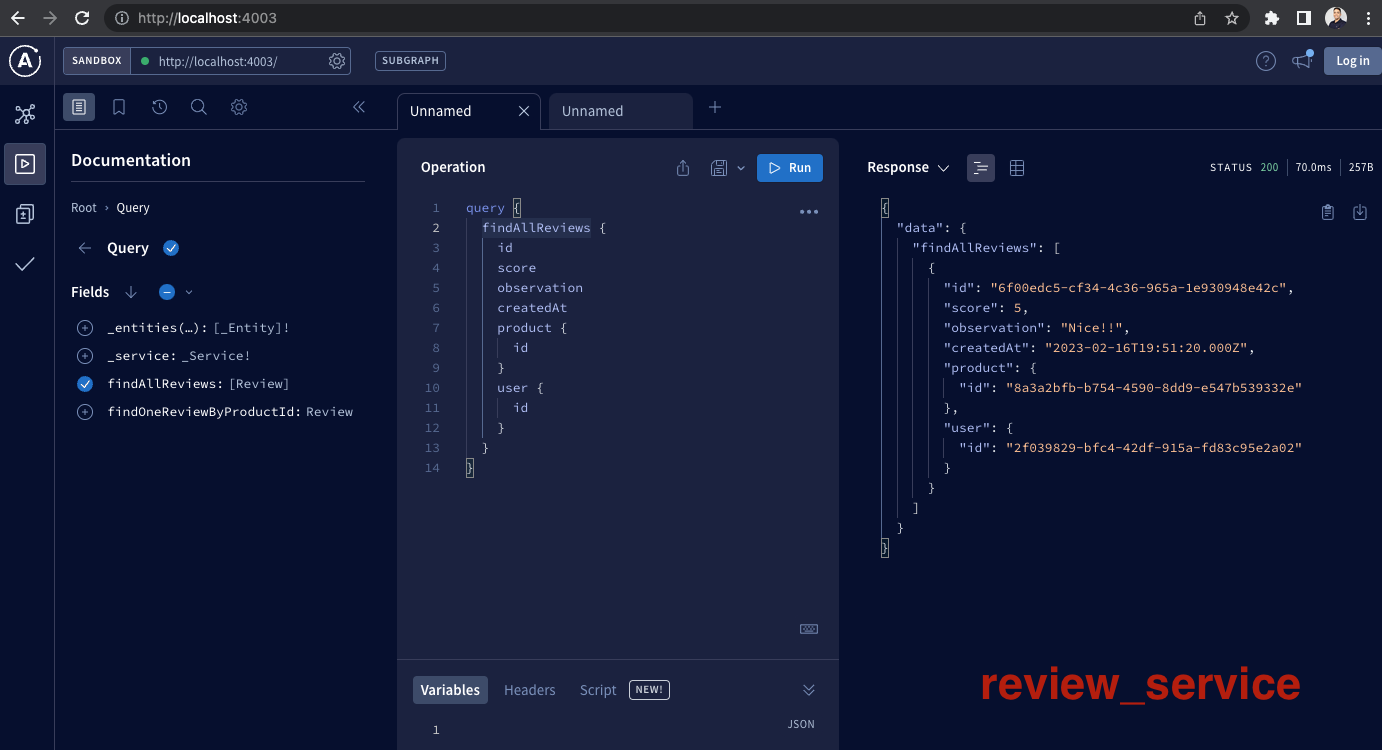 http://localhost:4003
SANDBOX http://localhost:4003/ SUBGRAPH Log in
Unnamed Unnamed
Documentation
Root › Query
Query
Fields
_entities(…): [_Entity]!
_service: _Service!
findAllReviews: [Review]
findOneReviewByProductId: Review
Operation Run
1 query {
2 findAllReviews {
3 id
4 score
5 observation
6 createdAt
7 product {
8 id
9 }
10 user {
11 id
12 }
13 }
14 }
Variables Headers Script NEW!
1 JSON
Response STATUS 200 70.0ms 257B
{
"data": {
"findAllReviews": [
{
"id": "6f00edc5-cf34-4c36-965a-1e930948e42c",
"score": 5,
"observation": "Nice!!",
"createdAt": "2023-02-16T19:51:20.000Z",
"product": {
"id": "8a3a2bfb-b754-4590-8dd9-e547b539332e"
},
"user": {
"id": "2f039829-bfc4-42df-915a-fd83c95e2a02"
}
}
]
}
}
review_service